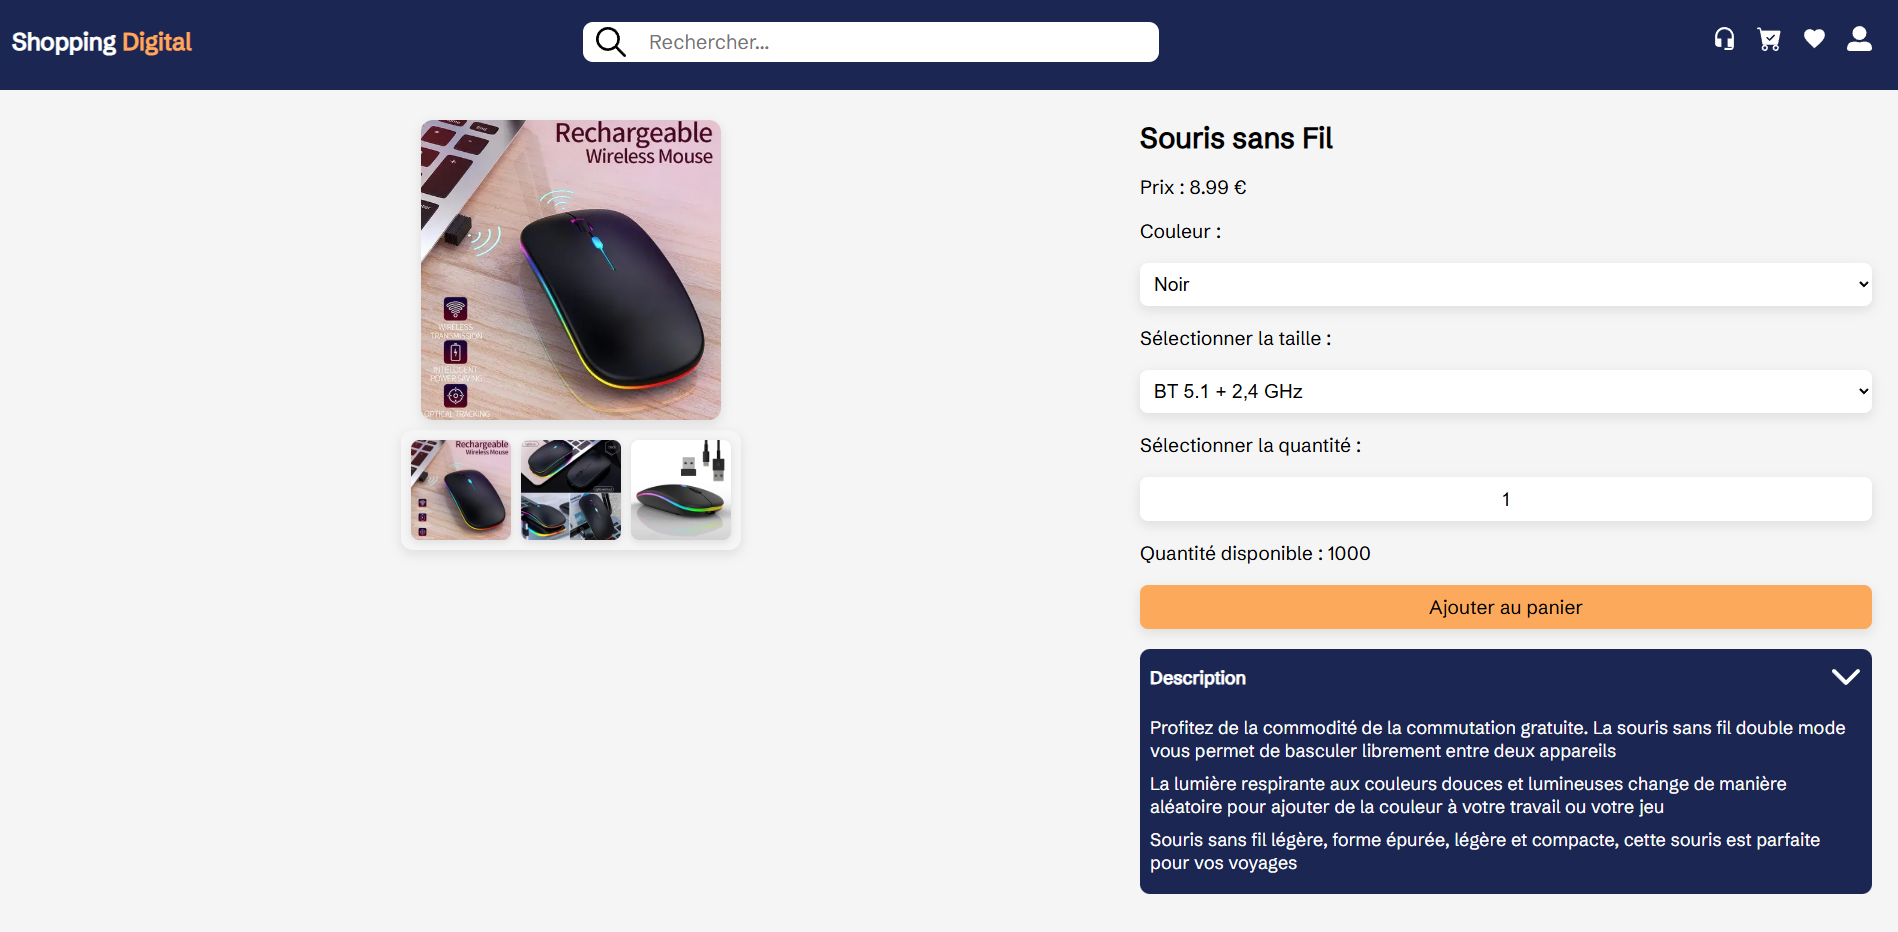 Shopping Digital
Rechercher...
Rechargeable
Wireless Mouse
WIRELESS
TRANSMISSION
INTELLIGENT
POWER SAVING
OPTICAL TRACKING
Rechargeable
Wireless Mouse
Souris sans Fil
Prix : 8.99 €
Couleur :
Noir
Sélectionner la taille :
BT 5.1 + 2,4 GHz
Sélectionner la quantité :
1
Quantité disponible : 1000
Ajouter au panier
Description
Profitez de la commodité de la commutation gratuite. La souris sans fil double mode
vous permet de basculer librement entre deux appareils
La lumière respirante aux couleurs douces et lumineuses change de manière
aléatoire pour ajouter de la couleur à votre travail ou votre jeu
Souris sans fil légère, forme épurée, légère et compacte, cette souris est parfaite
pour vos voyages